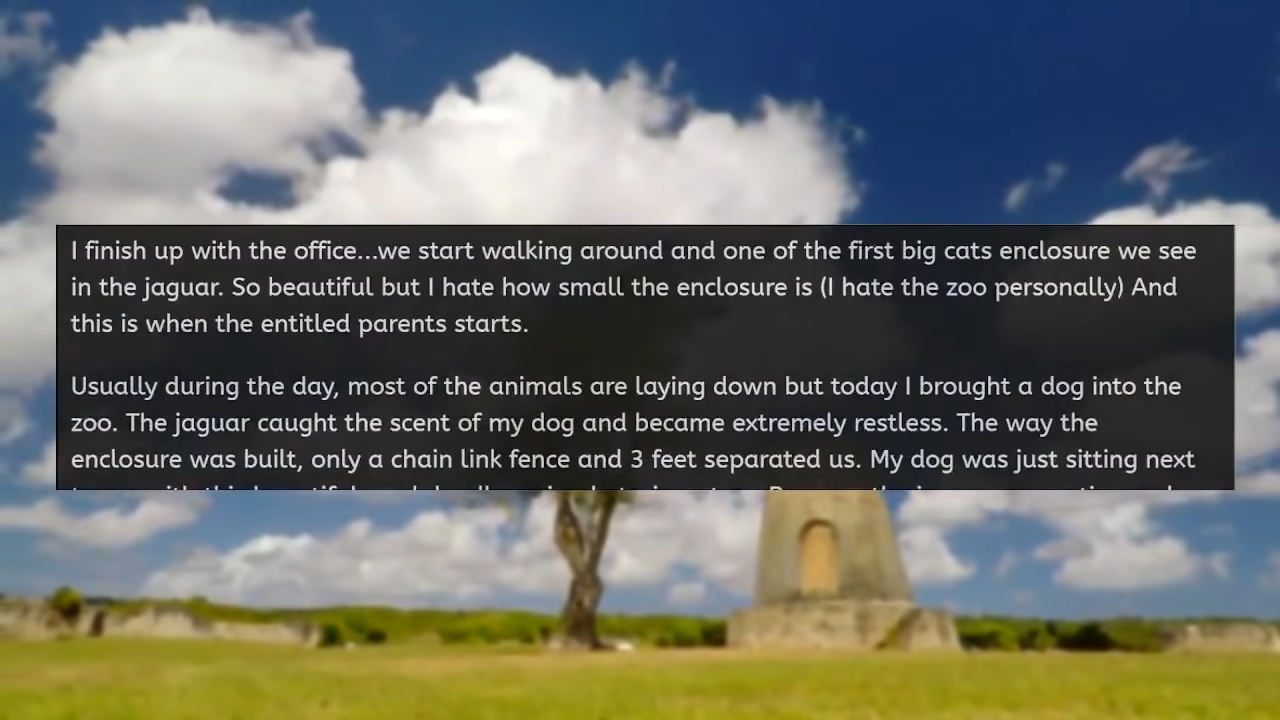 I finish up with the office...we start walking around and one of the first big cats enclosure we see
in the jaguar. So beautiful but I hate how small the enclosure is (I hate the zoo personally) And
this is when the entitled parents starts.
Usually during the day, most of the animals are laying down but today I brought a dog into the
zoo. The jaguar caught the scent of my dog and became extremely restless. The way the
enclosure was built, only a chain link fence and 3 feet separated us. My dog was just sitting next